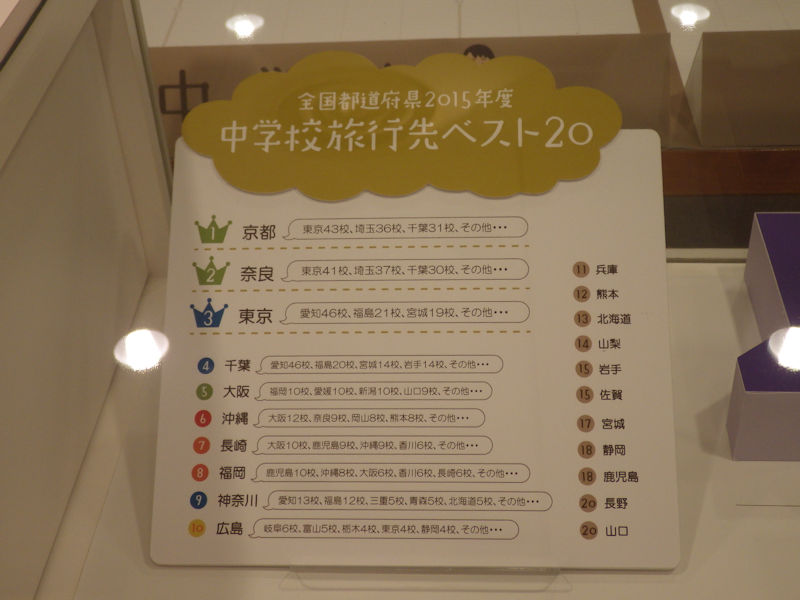 全国都道府県2015年度
中学校旅行先ベスト20
1 京都 東京43校、埼玉36校、千葉31校、その他・・・
2 奈良 東京41校、埼玉37校、千葉30校、その他・・・
3 東京 愛知46校、福島21校、宮城19校、その他・・・
4 千葉 愛知46校、福島20校、宮城14校、岩手14校、その他・・・
5 大阪 福岡10校、愛媛10校、新潟10校、山口9校、その他・・・
6 沖縄 大阪12校、奈良9校、岡山8校、熊本8校、その他・・・
7 長崎 大阪10校、鹿児島9校、沖縄9校、香川6校、その他・・・
8 福岡 鹿児島10校、沖縄8校、大阪6校、香川6校、長崎6校、その他・・・
9 神奈川 愛知13校、福島12校、三重5校、青森5校、北海道5校、その他・・・
10 広島 岐阜6校、富山5校、栃木4校、東京4校、静岡4校、その他・・・
11 兵庫
12 熊本
13 北海道
14 山梨
15 岩手
15 佐賀
17 宮城
18 静岡
18 鹿児島
20 長野
20 山口